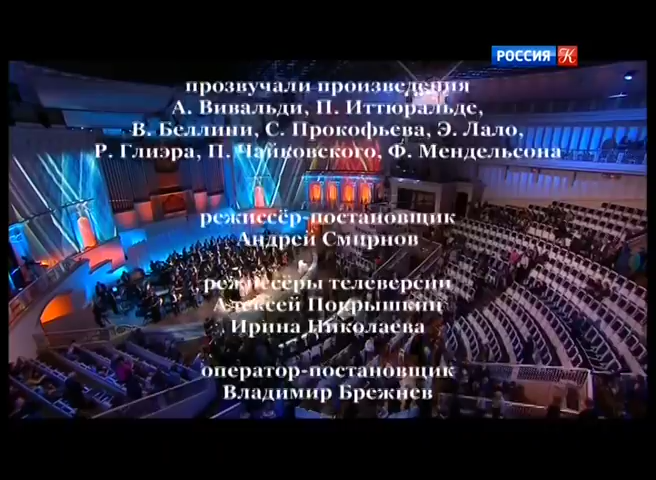 РОССИЯ К
прозвучали произведения
А. Вивальди, П. Иттюральде,
В. Беллини, С. Прокофьева, Э. Лало,
Р. Глиэра, П. Чайковского, Ф. Мендельсона
режиссёр-постановщик
Андрей Смирнов
режиссёры телеверсии
Алексей Покрышкин
Ирина Николаева
оператор-постановщик
Владимир Брежнев